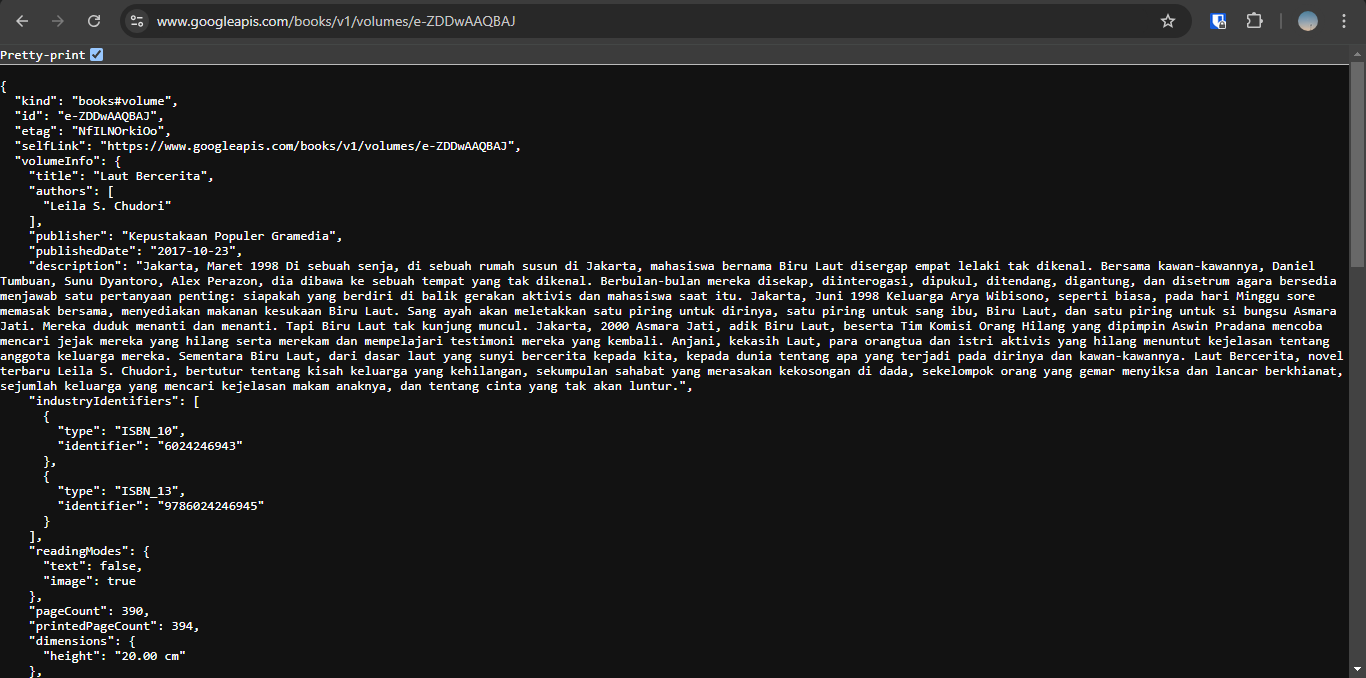 www.googleapis.com/books/v1/volumes/e-ZDDwAAQBAJ
Pretty-print
{
  "kind": "books#volume",
  "id": "e-ZDDwAAQBAJ",
  "etag": "NfILNOrkiOo",
  "selfLink": "https://www.googleapis.com/books/v1/volumes/e-ZDDwAAQBAJ",
  "volumeInfo": {
    "title": "Laut Bercerita",
    "authors": [
      "Leila S. Chudori"
    ],
    "publisher": "Kepustakaan Populer Gramedia",
    "publishedDate": "2017-10-23",
    "description": "Jakarta, Maret 1998 Di sebuah senja, di sebuah rumah susun di Jakarta, mahasiswa bernama Biru Laut disergap empat lelaki tak dikenal. Bersama kawan-kawannya, Daniel
Tumbuan, Sunu Dyantoro, Alex Perazon, dia dibawa ke sebuah tempat yang tak dikenal. Berbulan-bulan mereka disekap, diinterogasi, dipukul, ditendang, digantung, dan disetrum agara bersedia
menjawab satu pertanyaan penting: siapakah yang berdiri di balik gerakan aktivis dan mahasiswa saat itu. Jakarta, Juni 1998 Keluarga Arya Wibisono, seperti biasa, pada hari Minggu sore
memasak bersama, menyediakan makanan kesukaan Biru Laut. Sang ayah akan meletakkan satu piring untuk dirinya, satu piring untuk sang ibu, Biru Laut, dan satu piring untuk si bungsu Asmara
Jati. Mereka duduk menanti dan menanti. Tapi Biru Laut tak kunjung muncul. Jakarta, 2000 Asmara Jati, adik Biru Laut, beserta Tim Komisi Orang Hilang yang dipimpin Aswin Pradana mencoba
mencari jejak mereka yang hilang serta merekam dan mempelajari testimoni mereka yang kembali. Anjani, kekasih Laut, para orangtua dan istri aktivis yang hilang menuntut kejelasan tentang
anggota keluarga mereka. Sementara Biru Laut, dari dasar laut yang sunyi bercerita kepada kita, kepada dunia tentang apa yang terjadi pada dirinya dan kawan-kawannya. Laut Bercerita, novel
terbaru Leila S. Chudori, bertutur tentang kisah keluarga yang kehilangan, sekumpulan sahabat yang merasakan kekosongan di dada, sekelompok orang yang gemar menyiksa dan lancar berkhianat,
sejumlah keluarga yang mencari kejelasan makam anaknya, dan tentang cinta yang tak akan luntur.",
    "industryIdentifiers": [
      {
        "type": "ISBN_10",
        "identifier": "6024246943"
      },
      {
        "type": "ISBN_13",
        "identifier": "9786024246945"
      }
    ],
    "readingModes": {
      "text": false,
      "image": true
    },
    "pageCount": 390,
    "printedPageCount": 394,
    "dimensions": {
      "height": "20.00 cm"
    },